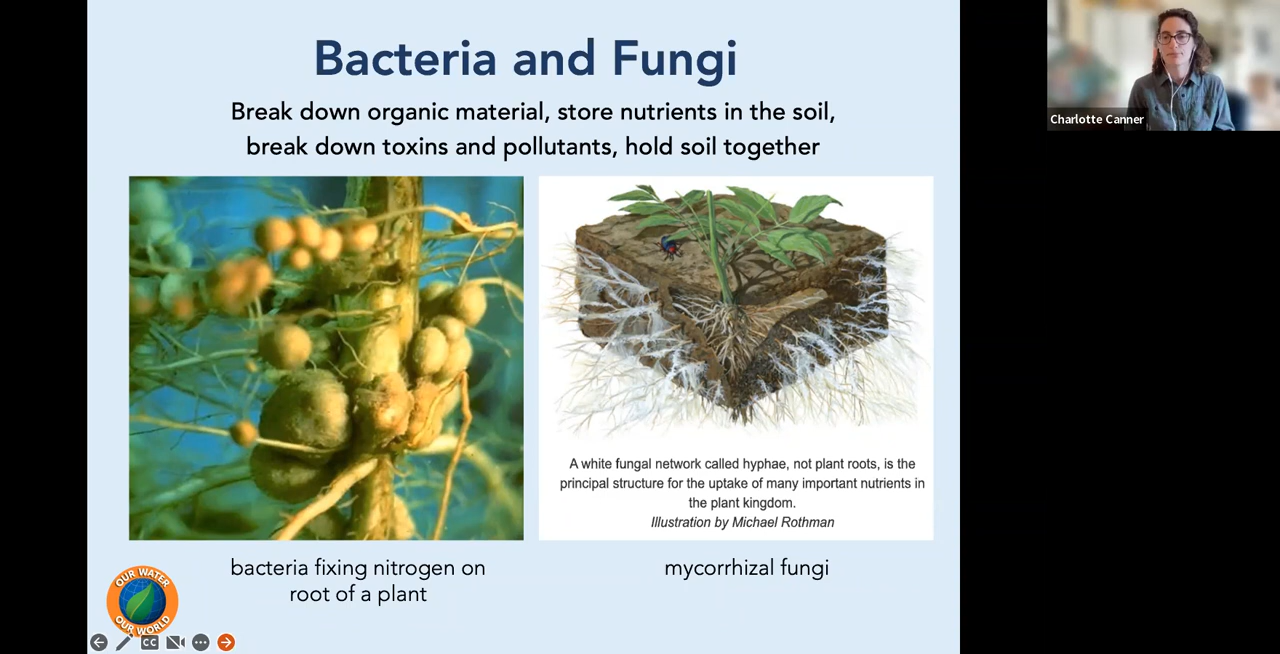 Bacteria and Fungi
Break down organic material, store nutrients in the soil,
break down toxins and pollutants, hold soil together
A white fungal network called hyphae, not plant roots, is the
principal structure for the uptake of many important nutrients in
the plant kingdom.
Illustration by Michael Rothman
bacteria fixing nitrogen on
root of a plant
mycorrhizal fungi
OUR WATER
OUR WORLD
CC
Charlotte Canner